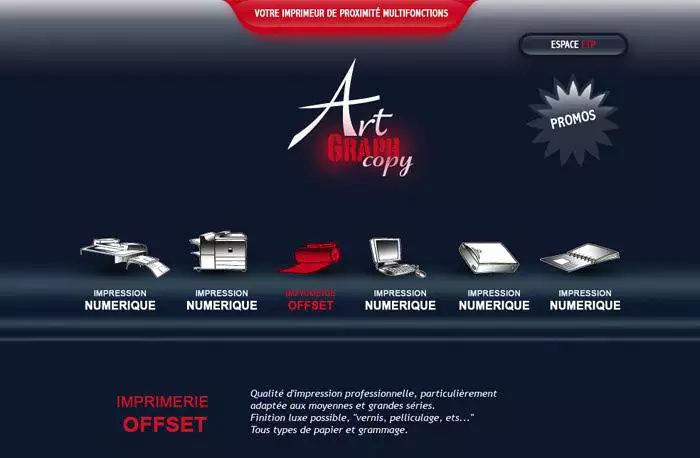 VOTRE IMPRIMEUR DE PROXIMITÉ MULTIFONCTIONS
ESPACE FTP
PROMOS
Art
GRAPH
copy
IMPRESSION
NUMERIQUE
IMPRESSION
NUMERIQUE
IMPRIMERIE
OFFSET
IMPRESSION
NUMERIQUE
IMPRESSION
NUMERIQUE
IMPRESSION
NUMERIQUE
IMPRIMERIE
OFFSET
Qualité d'impression professionnelle, particulièrement
adaptée aux moyennes et grandes séries.
Finition luxe possible, "vernis, pelliculage, ets..."
Tous types de papier et grammage.